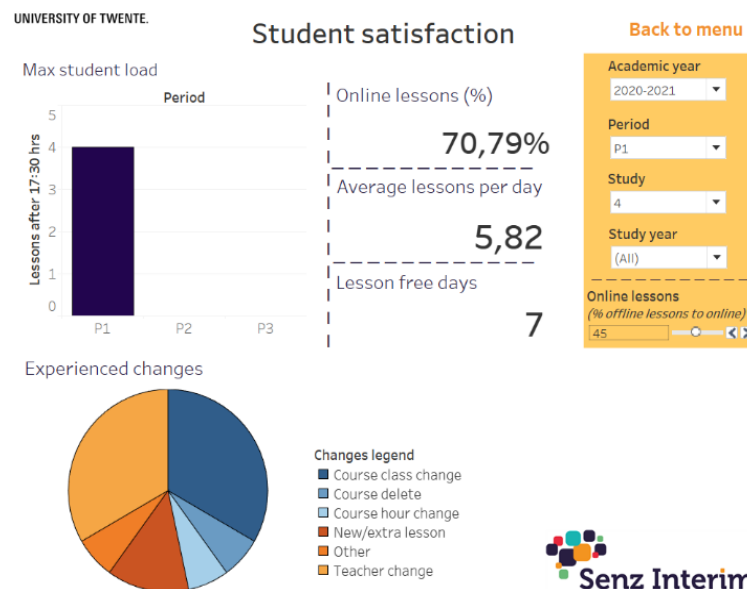 UNIVERSITY OF TWENTE.
Student satisfaction
Back to menu
Max student load
Period
Lessons after 17:30 hrs
5
4
3
2
1
0
P1
P2
P3
Online lessons (%)
70,79%
Average lessons per day
5,82
Lesson free days
7
Academic year
2020-2021
Period
P1
Study
4
Study year
(All)
Online lessons
(% offline lessons to online)
45
Experienced changes
Changes legend
Course class change
Course delete
Course hour change
New/extra lesson
Other
Teacher change
Senz Interim